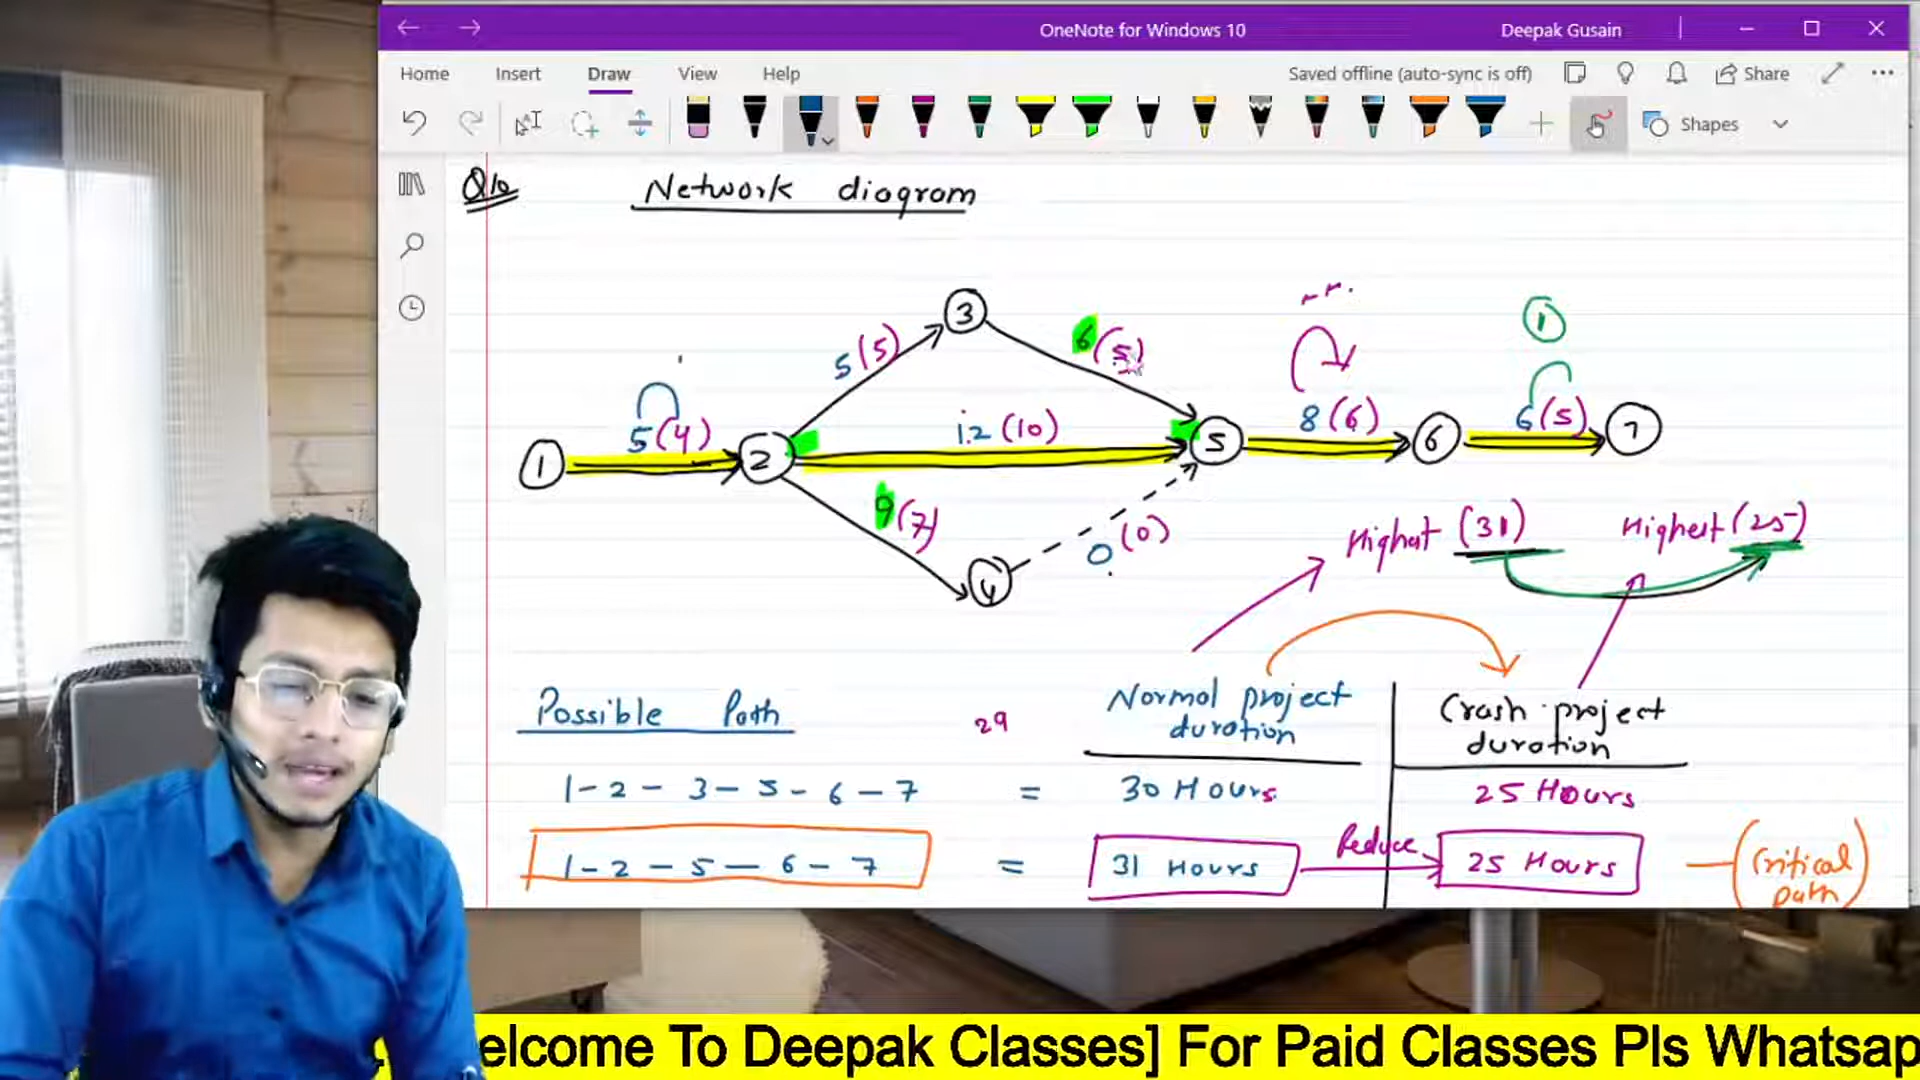 OneNote for Windows 10
Deepak Gusain
Home Insert Draw View Help
Saved offline (auto-sync is off)
Share
Shapes
Q10
Network diagram
3
5 (5)
6 (5)
1
5 (4)
12 (10)
8 (6)
6 (5)
1
2
5
6
7
9 (7)
0 (0)
4
Highest (31)
Highest (25)
Possible Path
29
Normal project duration
Crash project duration
1 - 2 - 3 - 5 - 6 - 7 = 30 Hours 25 Hours
1 - 2 - 5 - 6 - 7 = 31 Hours Reduce 25 Hours
(Critical path)
elcome To Deepak Classes] For Paid Classes Pls Whatsap